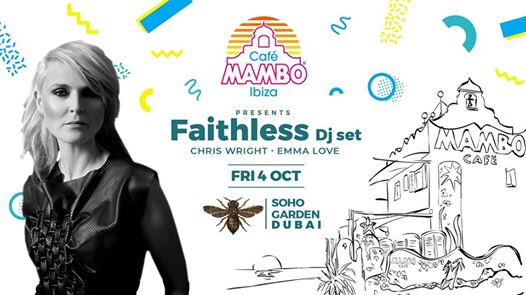 Café
MAMBO®
Ibiza
PRESENTS
Faithless Dj set
CHRIS WRIGHT · EMMA LOVE
FRI 4 OCT
SOHO
GARDEN
DUBAI
MAMBO
CAFÉ